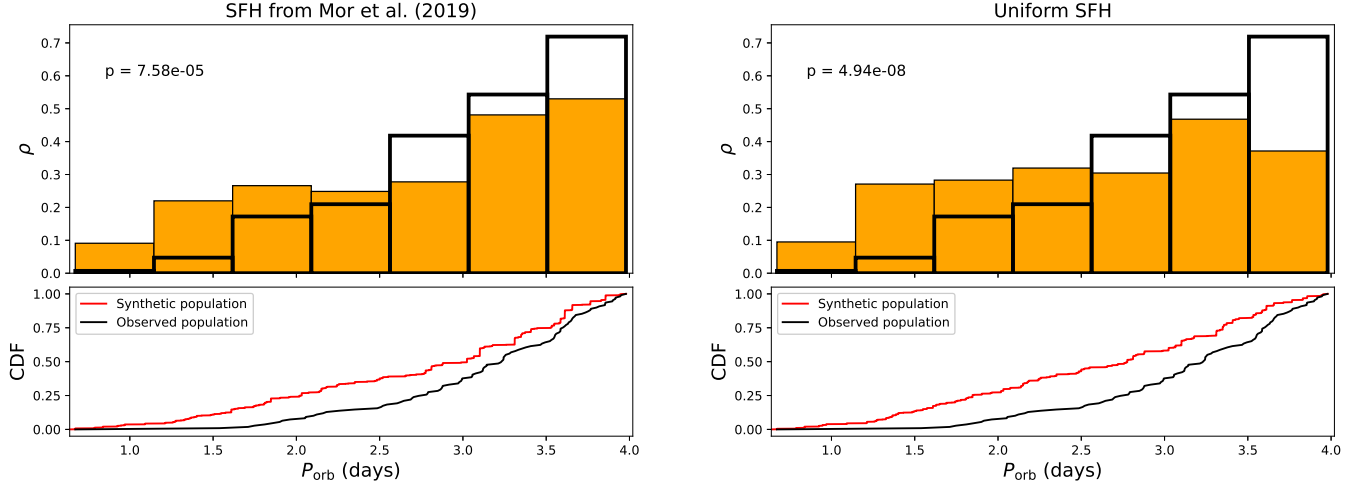 SFH from Mor et al. (2019)
p = 7.58e-05
ρ
0.7
0.6
0.5
0.4
0.3
0.2
0.1
0.0
Synthetic population
Observed population
CDF
1.00
0.75
0.50
0.25
0.00
1.0 1.5 2.0 2.5 3.0 3.5 4.0
P_orb (days)
Uniform SFH
p = 4.94e-08
ρ
0.7
0.6
0.5
0.4
0.3
0.2
0.1
0.0
Synthetic population
Observed population
CDF
1.00
0.75
0.50
0.25
0.00
1.0 1.5 2.0 2.5 3.0 3.5 4.0
P_orb (days)